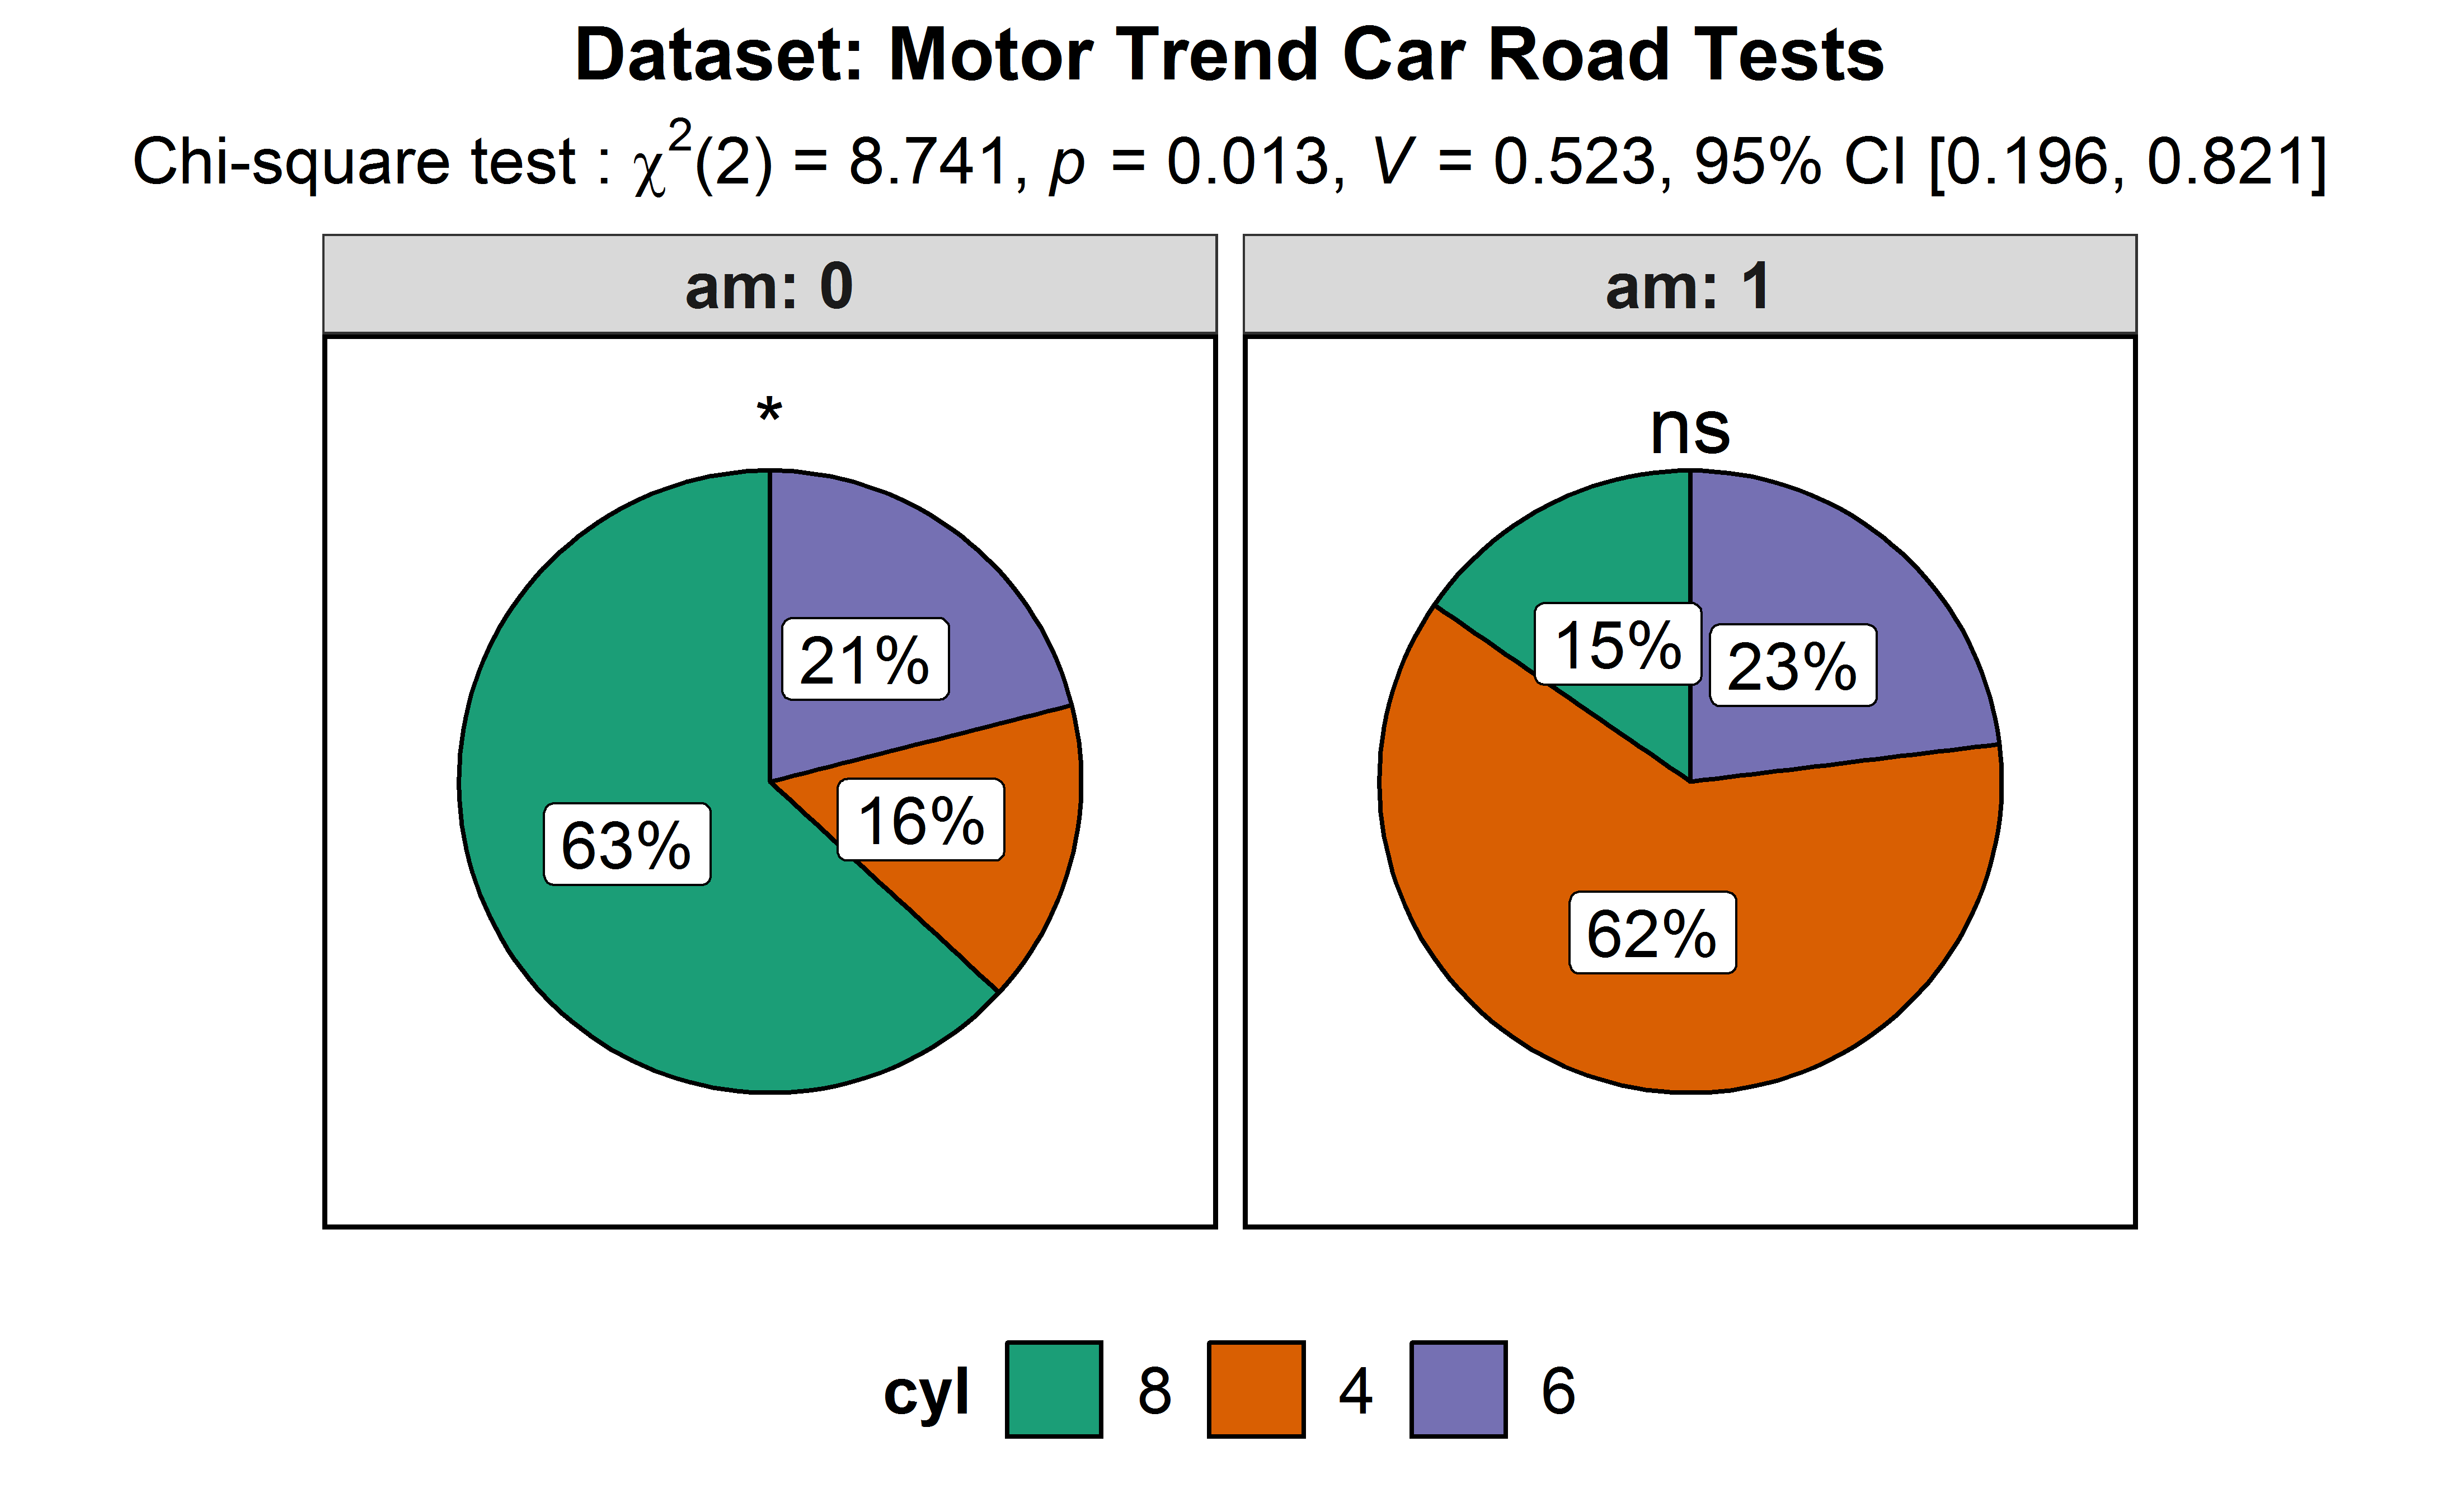 Dataset: Motor Trend Car Road Tests
Chi-square test : χ²(2) = 8.741, p = 0.013, V = 0.523, 95% CI [0.196, 0.821]
am: 0
*
21%
16%
63%
am: 1
ns
15%
23%
62%
cyl 8 4 6